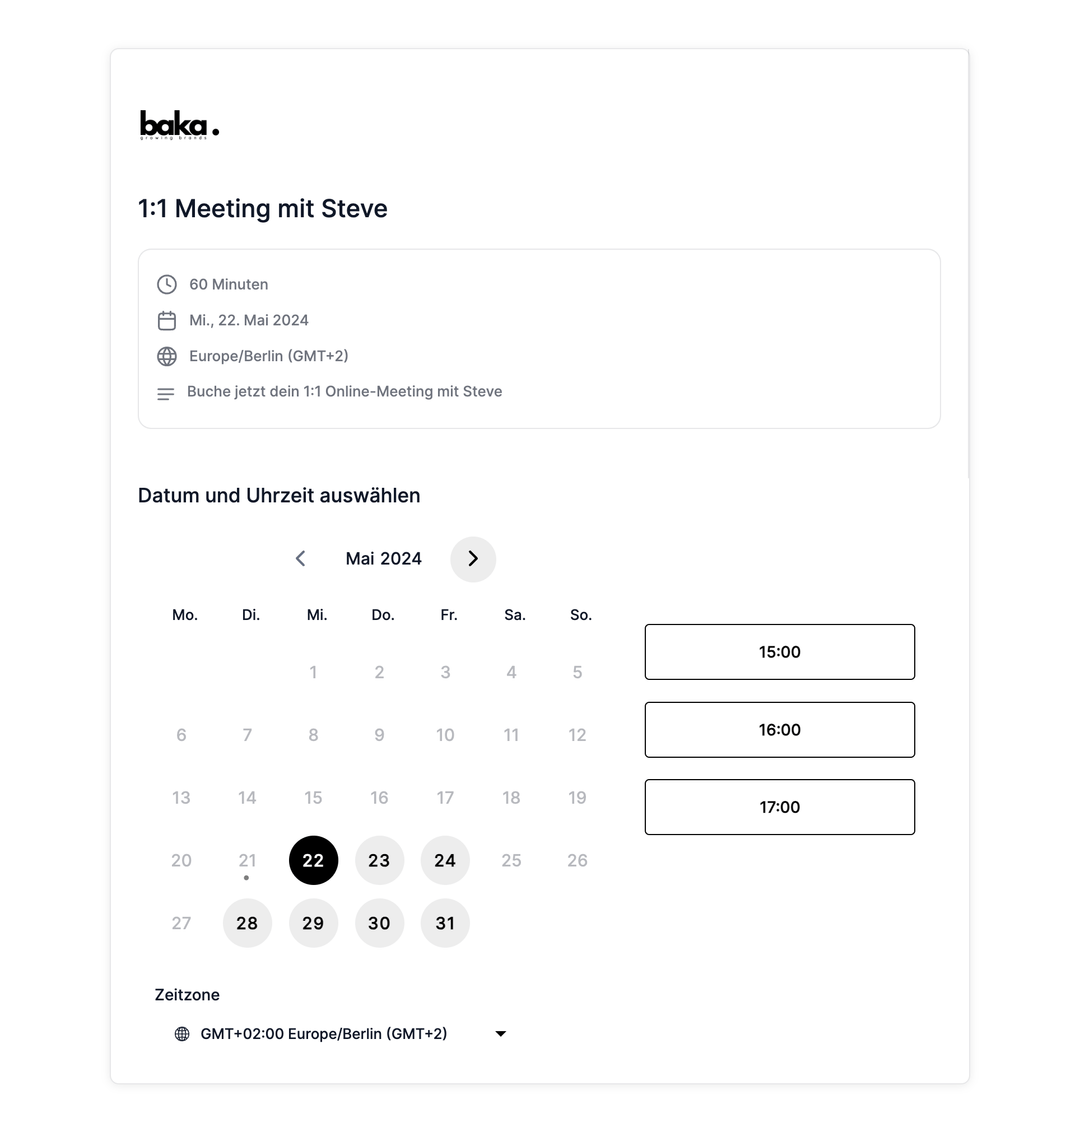 baka.
growing brands
1:1 Meeting mit Steve
60 Minuten
Mi., 22. Mai 2024
Europe/Berlin (GMT+2)
Buche jetzt dein 1:1 Online-Meeting mit Steve
Datum und Uhrzeit auswählen
Mai 2024
Mo. Di. Mi. Do. Fr. Sa. So.
1 2 3 4 5
6 7 8 9 10 11 12
13 14 15 16 17 18 19
20 21 22 23 24 25 26
27 28 29 30 31
15:00
16:00
17:00
Zeitzone
GMT+02:00 Europe/Berlin (GMT+2)